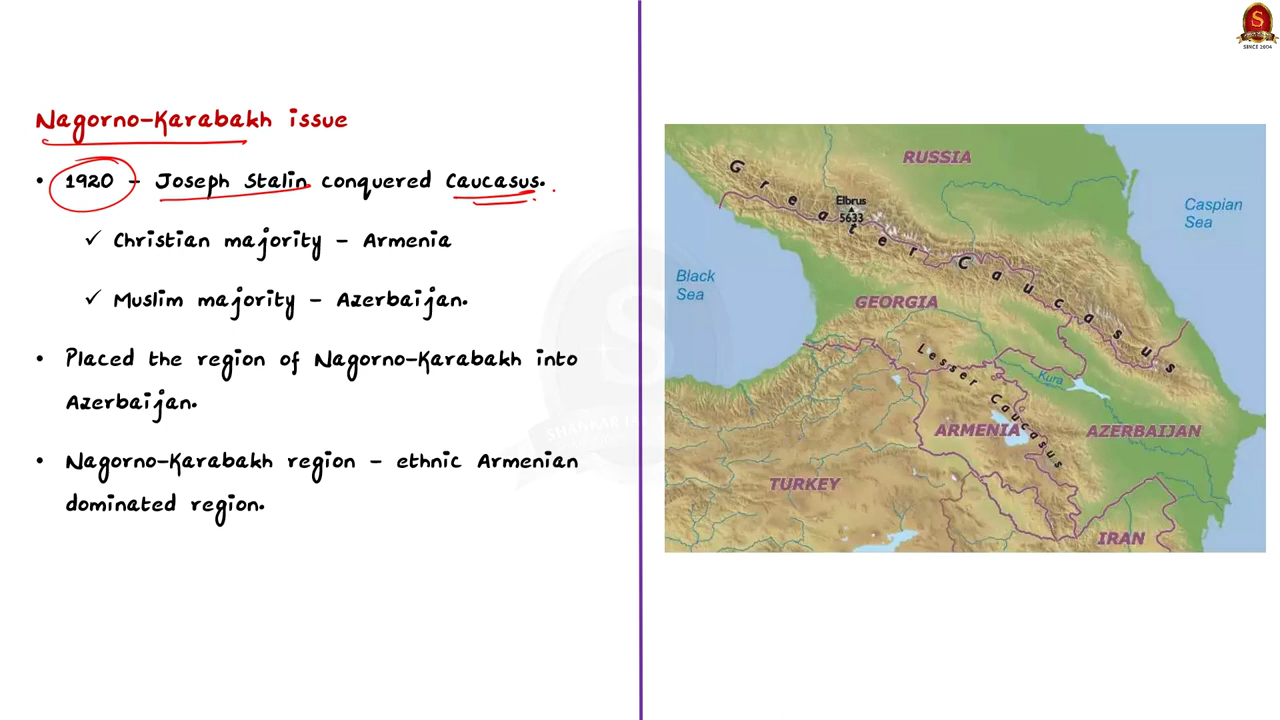 SINCE 2004
Nagorno-Karabakh issue
• 1920 - Joseph Stalin conquered Caucasus.
✓ Christian majority - Armenia
✓ Muslim majority - Azerbaijan.
• Placed the region of Nagorno-Karabakh into
Azerbaijan.
• Nagorno-Karabakh region - ethnic Armenian
dominated region.
RUSSIA
Greater Caucasus
Elbrus
5633
Caspian
Sea
Black
Sea
GEORGIA
Lesser Caucasus
Kura
ARMENIA
AZERBAIJAN
TURKEY
IRAN